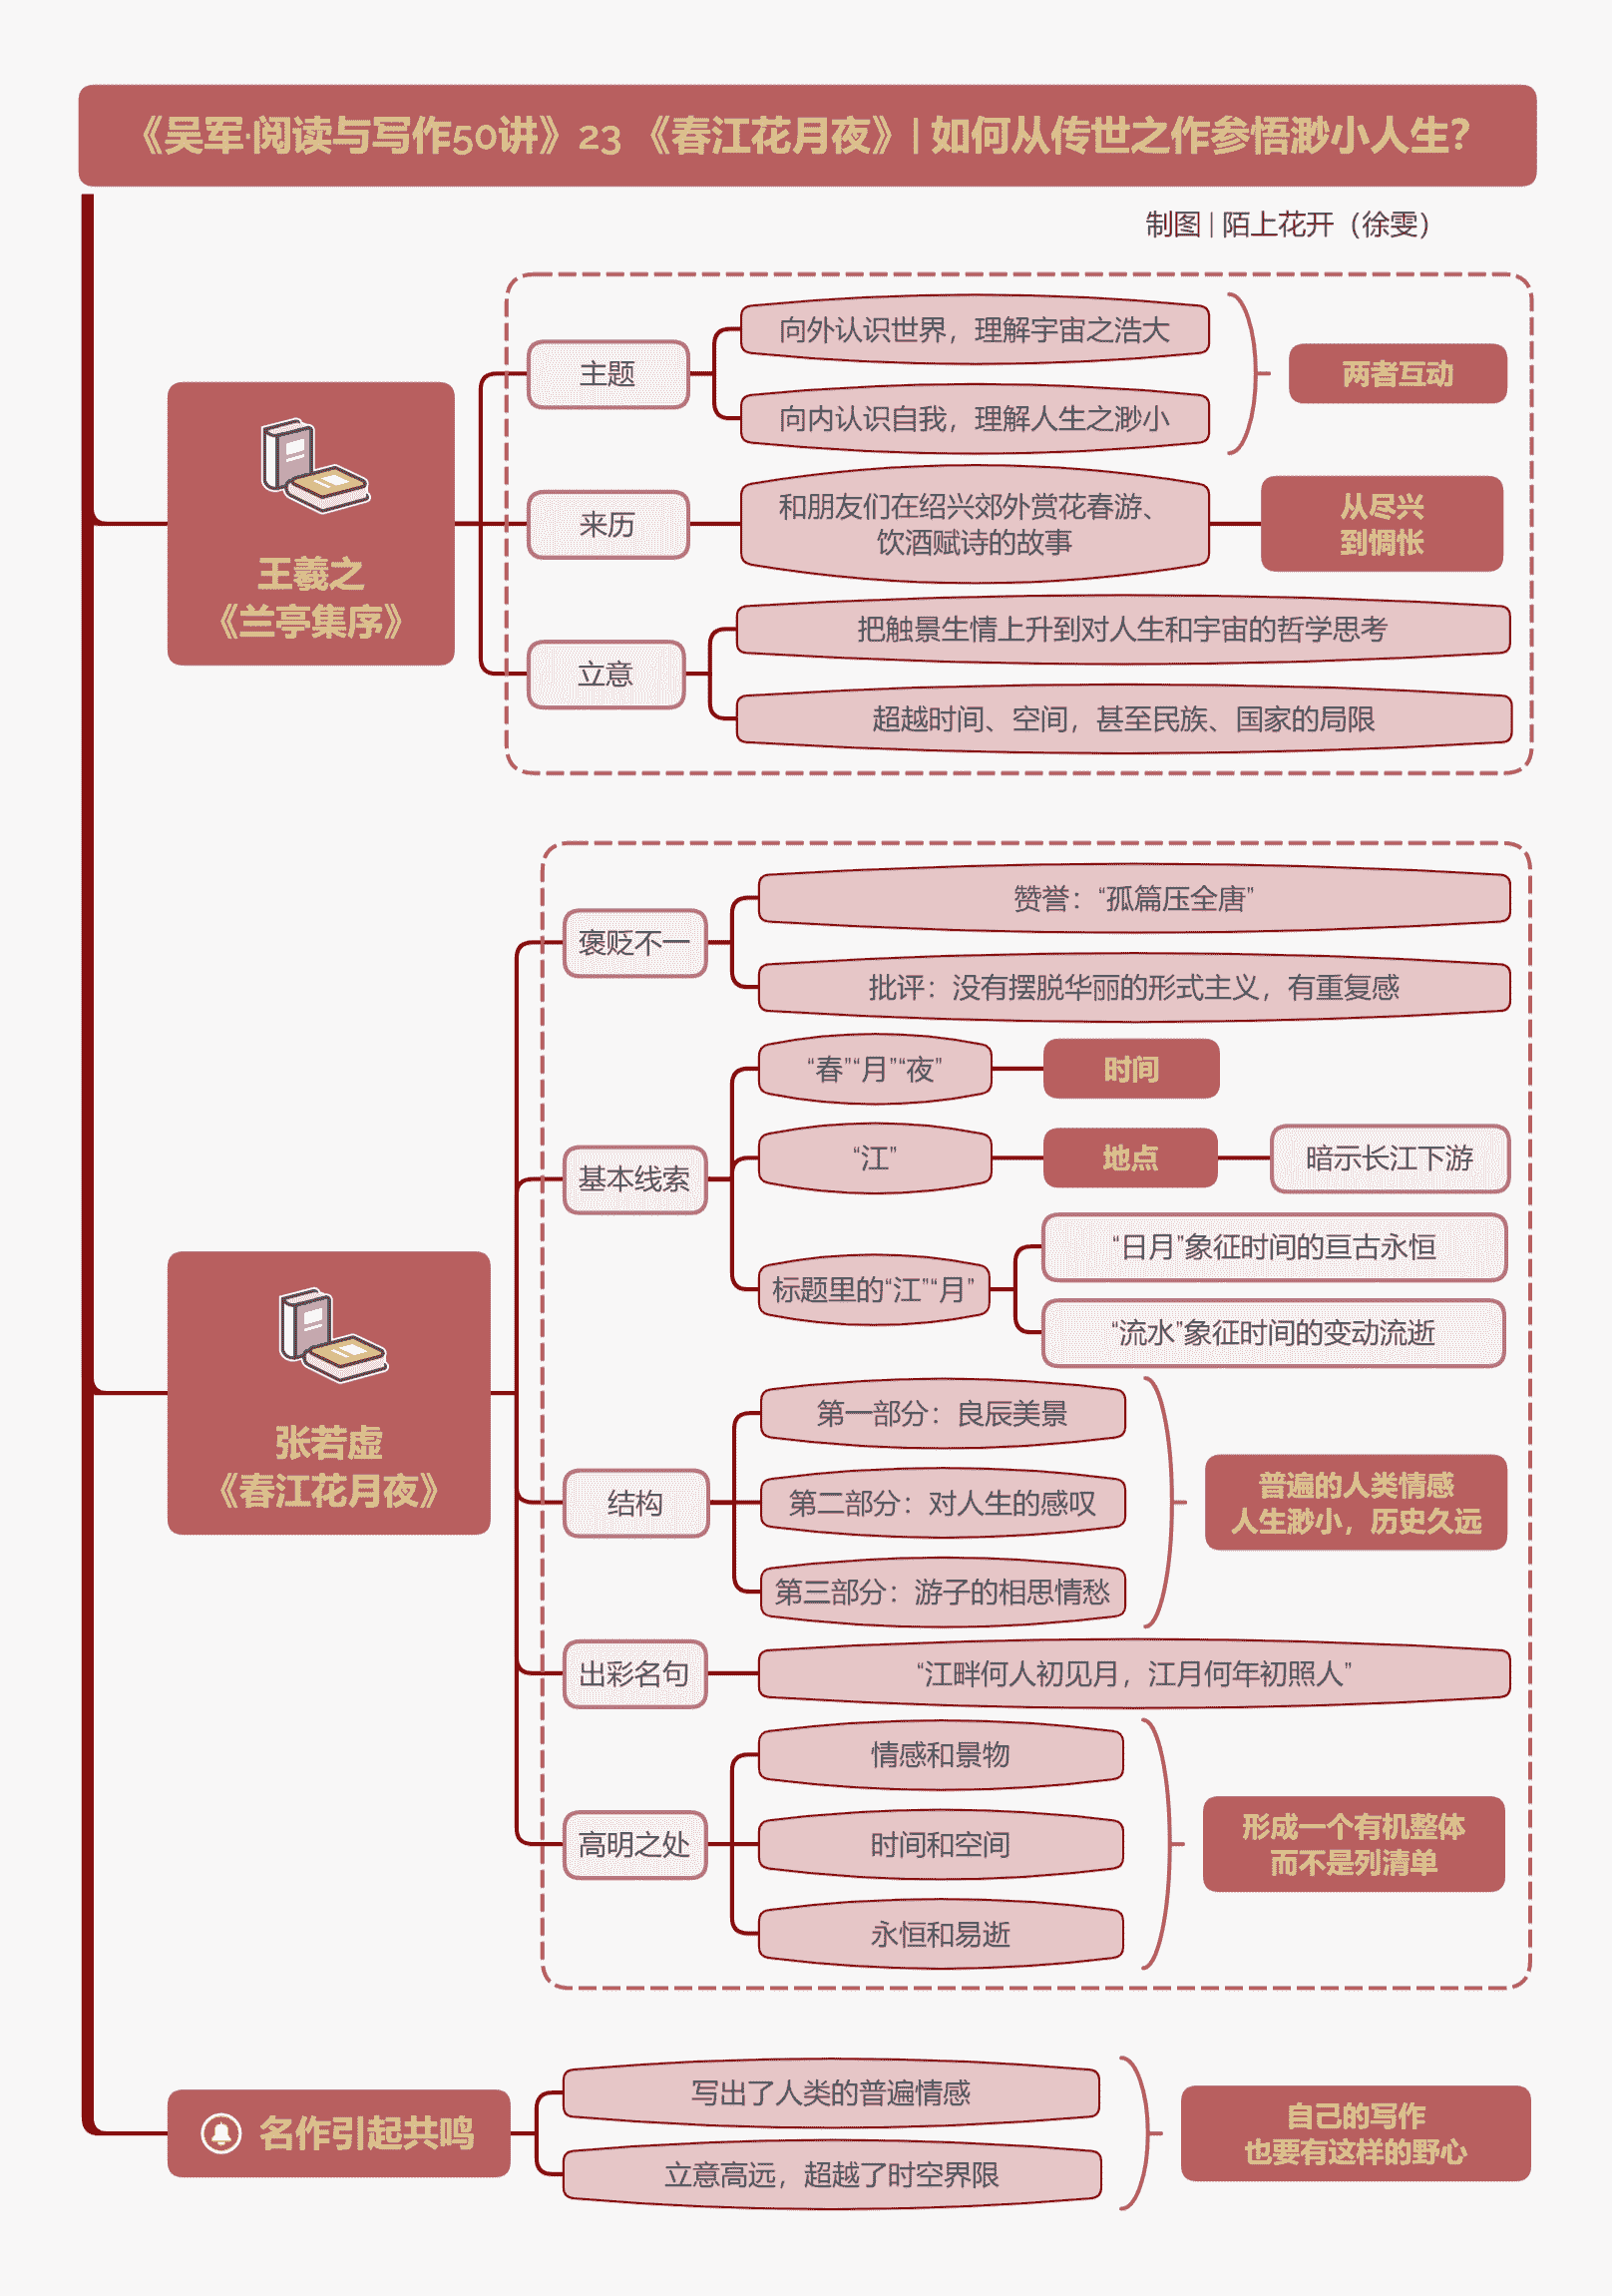 《吴军·阅读与写作50讲》23 《春江花月夜》| 如何从传世之作参悟渺小人生？
制图 | 陌上花开（徐雯）
王羲之
《兰亭集序》
主题
向外认识世界，理解宇宙之浩大
向内认识自我，理解人生之渺小
两者互动
来历
和朋友们在绍兴郊外赏花春游、
饮酒赋诗的故事
从尽兴
到惆怅
立意
把触景生情上升到对人生和宇宙的哲学思考
超越时间、空间，甚至民族、国家的局限
张若虚
《春江花月夜》
褒贬不一
赞誉：“孤篇压全唐”
批评：没有摆脱华丽的形式主义，有重复感
基本线索
“春”“月”“夜”
时间
“江”
地点
暗示长江下游
标题里的“江”“月”
“日月”象征时间的亘古永恒
“流水”象征时间的变动流逝
结构
第一部分：良辰美景
第二部分：对人生的感叹
第三部分：游子的相思情愁
普遍的人类情感
人生渺小，历史久远
出彩名句
“江畔何人初见月，江月何年初照人”
高明之处
情感和景物
时间和空间
永恒和易逝
形成一个有机整体
而不是列清单
名作引起共鸣
写出了人类的普遍情感
立意高远，超越了时空界限
自己的写作
也要有这样的野心